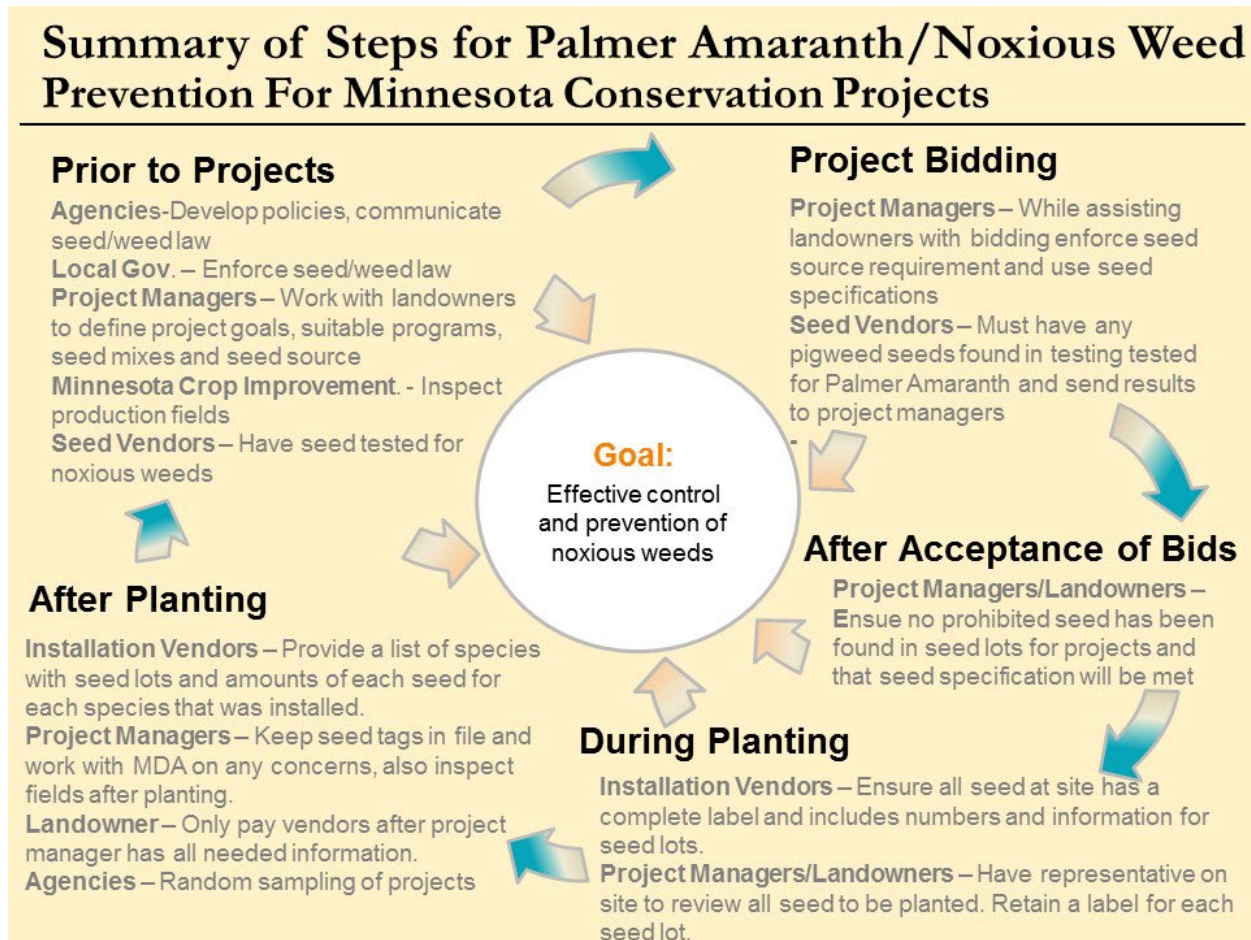 Summary of Steps for Palmer Amaranth/Noxious Weed
Prevention For Minnesota Conservation Projects
Prior to Projects
Agencies-Develop policies, communicate
seed/weed law
Local Gov. – Enforce seed/weed law
Project Managers – Work with landowners
to define project goals, suitable programs,
seed mixes and seed source
Minnesota Crop Improvement. - Inspect
production fields
Seed Vendors – Have seed tested for
noxious weeds
Project Bidding
Project Managers – While assisting
landowners with bidding enforce seed
source requirement and use seed
specifications
Seed Vendors – Must have any
pigweed seeds found in testing tested
for Palmer Amaranth and send results
to project managers
-
Goal:
Effective control
and prevention of
noxious weeds
After Acceptance of Bids
Project Managers/Landowners –
Ensue no prohibited seed has been
found in seed lots for projects and
that seed specification will be met
During Planting
Installation Vendors – Ensure all seed at site has a
complete label and includes numbers and information for
seed lots.
Project Managers/Landowners – Have representative on
site to review all seed to be planted. Retain a label for each
seed lot.
After Planting
Installation Vendors – Provide a list of species
with seed lots and amounts of each seed for
each species that was installed.
Project Managers – Keep seed tags in file and
work with MDA on any concerns, also inspect
fields after planting.
Landowner – Only pay vendors after project
manager has all needed information.
Agencies – Random sampling of projects